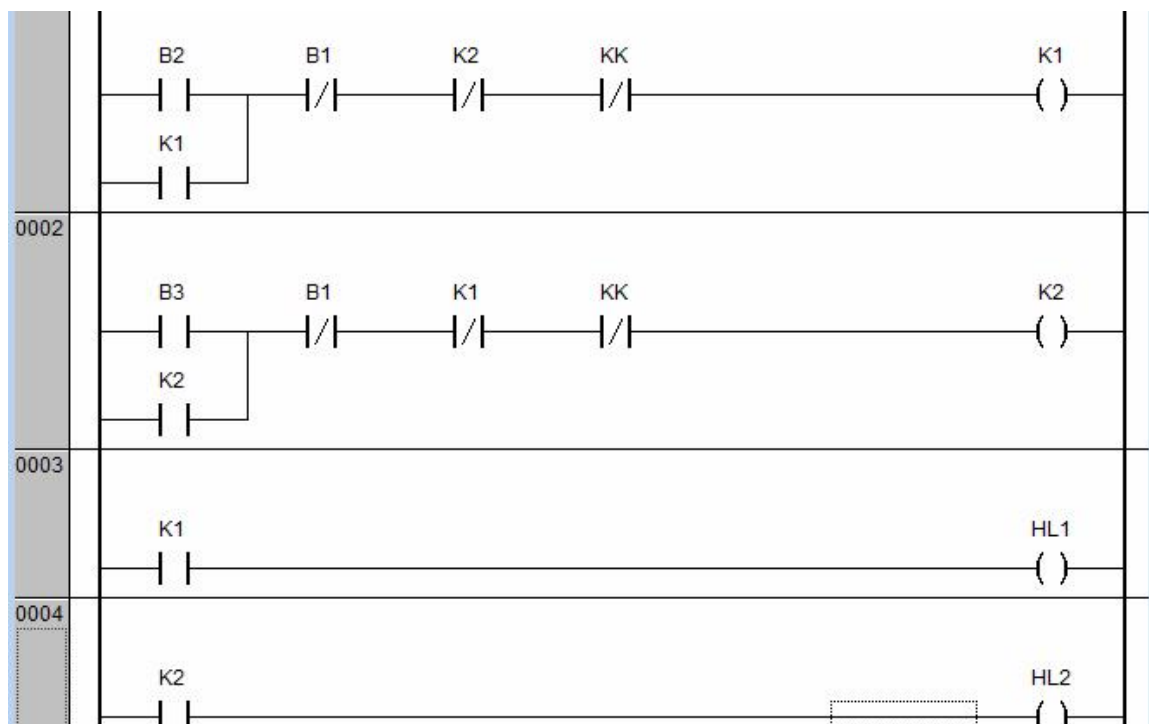 B2 B1 K2 KK K1
K1
0002
B3 B1 K1 KK K2
K2
0003
K1 HL1
0004
K2 HL2